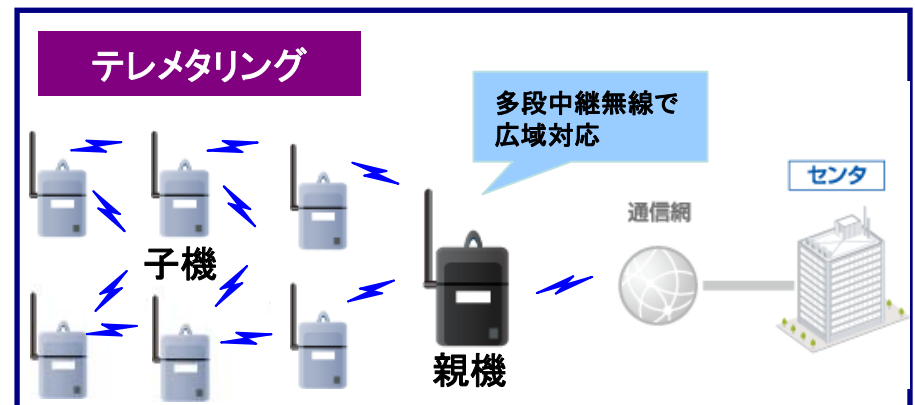 テレメタリング
多段中継無線で
広域対応
センタ
通信網
子機
親機